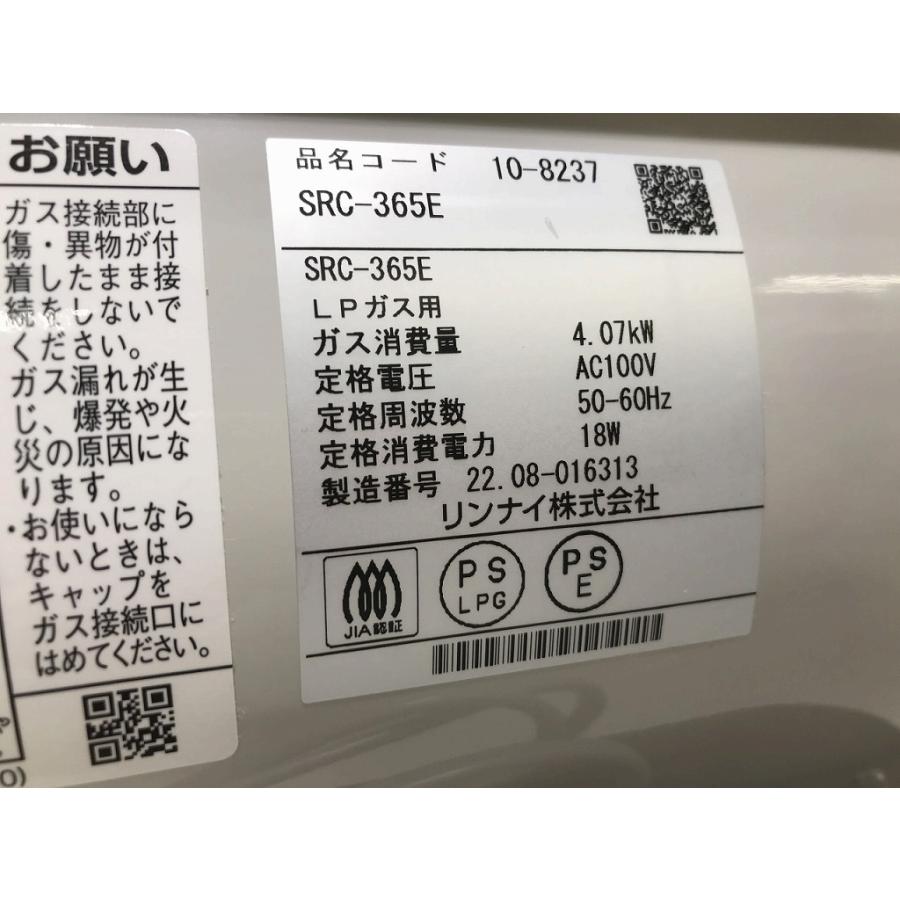 お願い
ガス接続部に
傷・異物が付
着したまま接
続をしないで
ください。
ガス漏れが生
じ、爆発や火
災の原因にな
ります。
・お使いになら
ないときは、
キャップを
ガス接続口に
はめてください。
品名コード 10-8237
SRC-365E
SRC-365E
LPガス用
ガス消費量 4.07kW
定格電圧 AC100V
定格周波数 50-60Hz
定格消費電力 18W
製造番号 22.08-016313
リンナイ株式会社
JIA認証
PS LPG
PS E